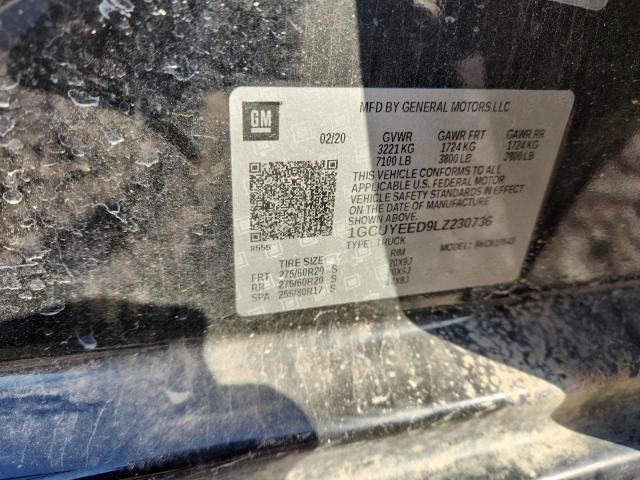 GM
MFD BY GENERAL MOTORS LLC
02/20 GVWR GAWR FRT GAWR RR
3221 KG 1724 KG 1724 KG
7100 LB 3800 LB 3800 LB
THIS VEHICLE CONFORMS TO ALL
APPLICABLE U.S. FEDERAL MOTOR
VEHICLE SAFETY STANDARDS IN EFFECT
ON THE DATE OF MANUFACTURE
SHOWN ABOVE.
1GCUYEED9LZ230736
TYPE: TRUCK MODEL:
TIRE SIZE RIM
FRT 275/60R20 S 20X9J
RR 275/60R20 S
SPA 255/80R17 S